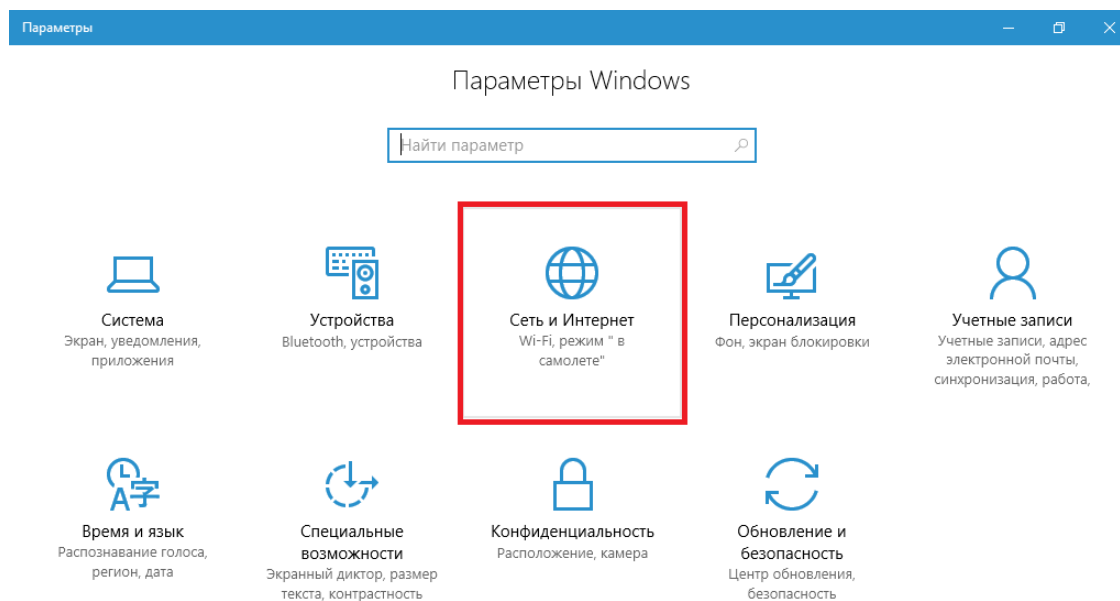 Параметры
Параметры Windows
Найти параметр
Система
Экран, уведомления,
приложения
Устройства
Bluetooth, устройства
Сеть и Интернет
Wi-Fi, режим " в
самолете"
Персонализация
Фон, экран блокировки
Учетные записи
Учетные записи, адрес
электронной почты,
синхронизация, работа,
Время и язык
Распознавание голоса,
регион, дата
Специальные
возможности
Экранный диктор, размер
текста, контрастность
Конфиденциальность
Расположение, камера
Обновление и
безопасность
Центр обновления,
безопасность